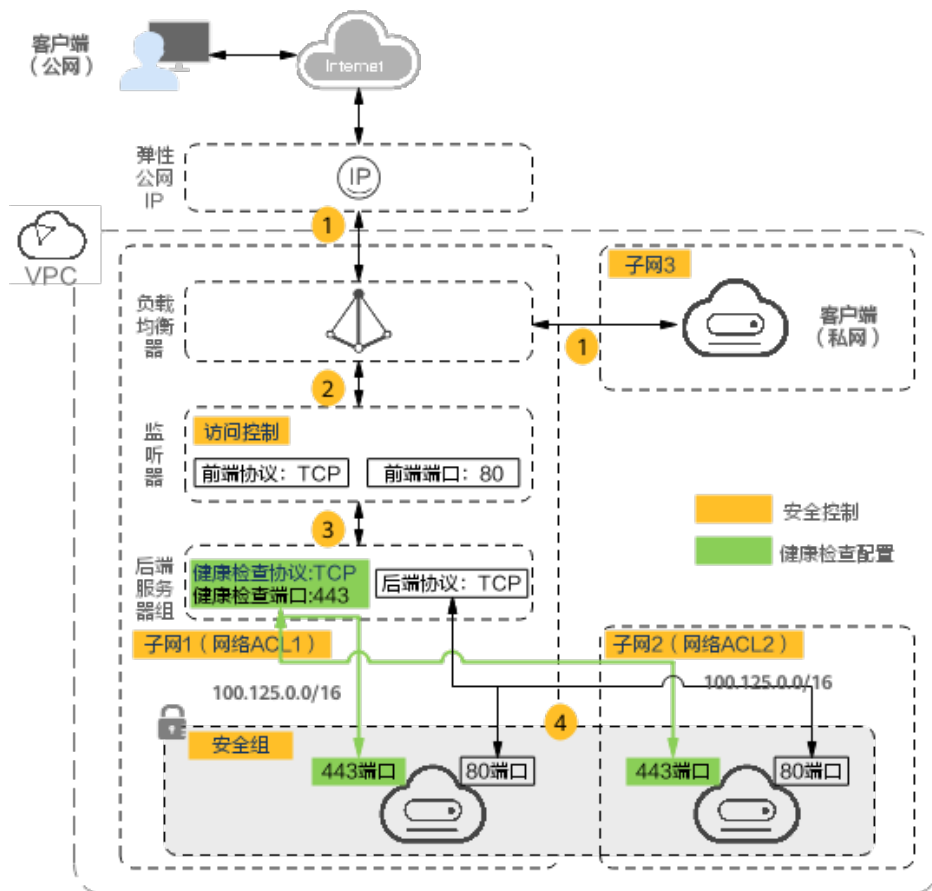 客户端
（公网）
Internet
弹性
公网
IP
IP
1
VPC
子网3
负载
均衡
器
客户端
（私网）
1
2
监
听
器
访问控制
前端协议：TCP
前端端口：80
安全控制
3
健康检查配置
后端
服务
器组
健康检查协议:TCP
健康检查端口:443
后端协议：TCP
子网1（网络ACL1）
子网2（网络ACL2）
100.125.0.0/16
100.125.0.0/16
4
安全组
443端口
80端口
443端口
80端口